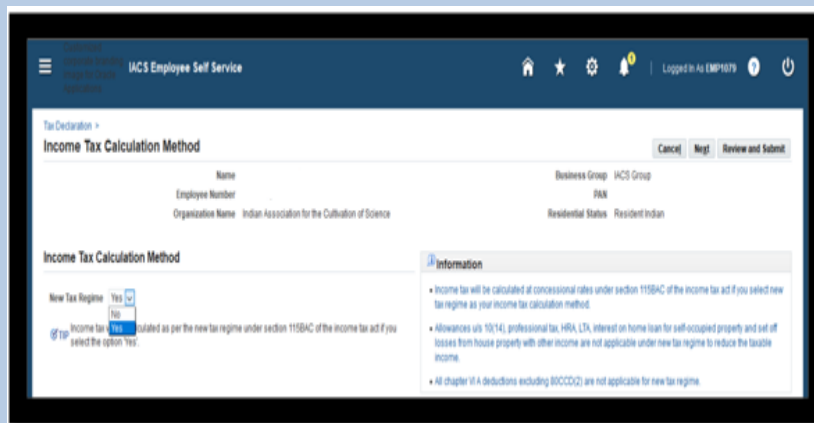 IACS Employee Self Service
1
Logged In As EMP1079
?
Tax Declaration >
Income Tax Calculation Method
Cancel Next Review and Submit
Name
Business Group IACS Group
Employee Number
PAN
Organization Name Indian Association for the Cultivation of Science
Residential Status Resident Indian
Income Tax Calculation Method
Information
New Tax Regime Yes
No
Yes
TIP Income tax culated as per the new tax regime under section 115BAC of the income tax act if you
select the option 'Yes'.
• Income tax will be calculated at concessional rates under section 115BAC of the income tax act if you select new
tax regime as your income tax calculation method.
• Allowances u/s 10(14), professional tax, HRA, LTA, interest on home loan for self-occupied property and set off
losses from house property with other income are not applicable under new tax regime to reduce the taxable
income.
• All chapter VI A deductions excluding 80CCD(2) are not applicable for new tax regime.